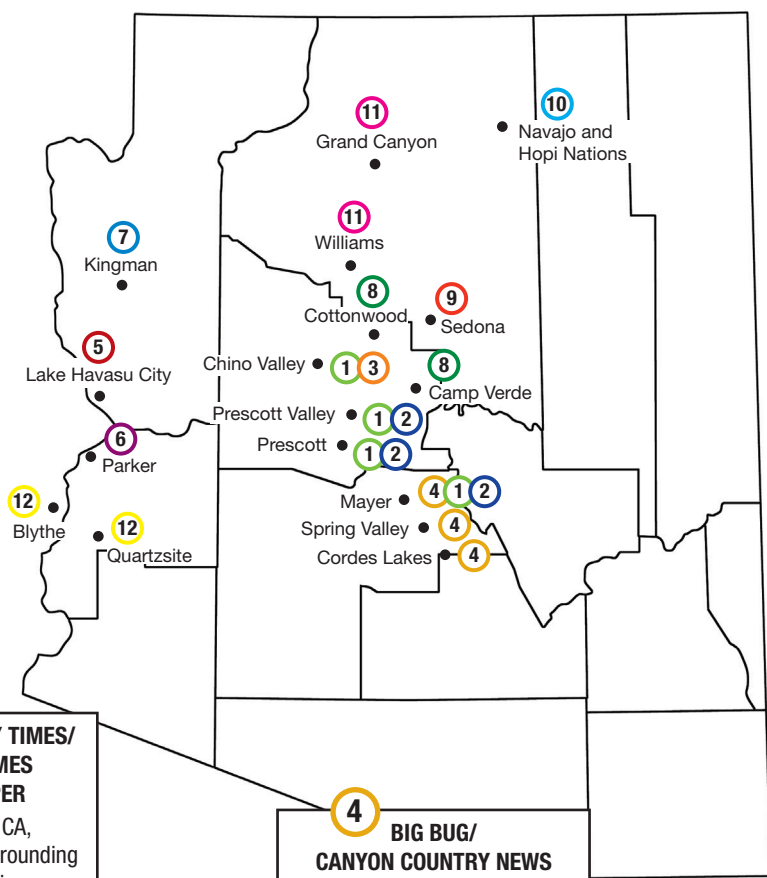 11
Grand Canyon
10
Navajo and
Hopi Nations
11
Williams
7
Kingman
8
Cottonwood
9
Sedona
5
Lake Havasu City
Chino Valley
1 3
8
Camp Verde
Prescott Valley
1 2
Prescott
1 2
6
Parker
12
Blythe
12
Quartzsite
Mayer
4 1 2
Spring Valley
4
Cordes Lakes
4
TIMES/
CA,
rounding
4
BIG BUG/
CANYON COUNTRY NEWS